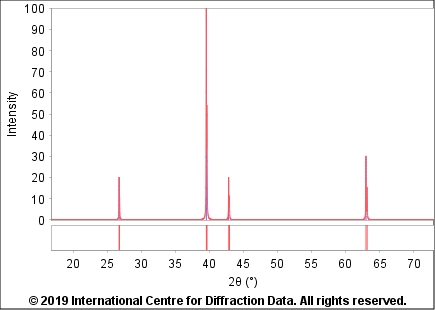 100
90
80
70
60
50
40
30
20
10
0
Intensity
20 25 30 35 40 45 50 55 60 65 70
2θ (°)
© 2019 International Centre for Diffraction Data. All rights reserved.